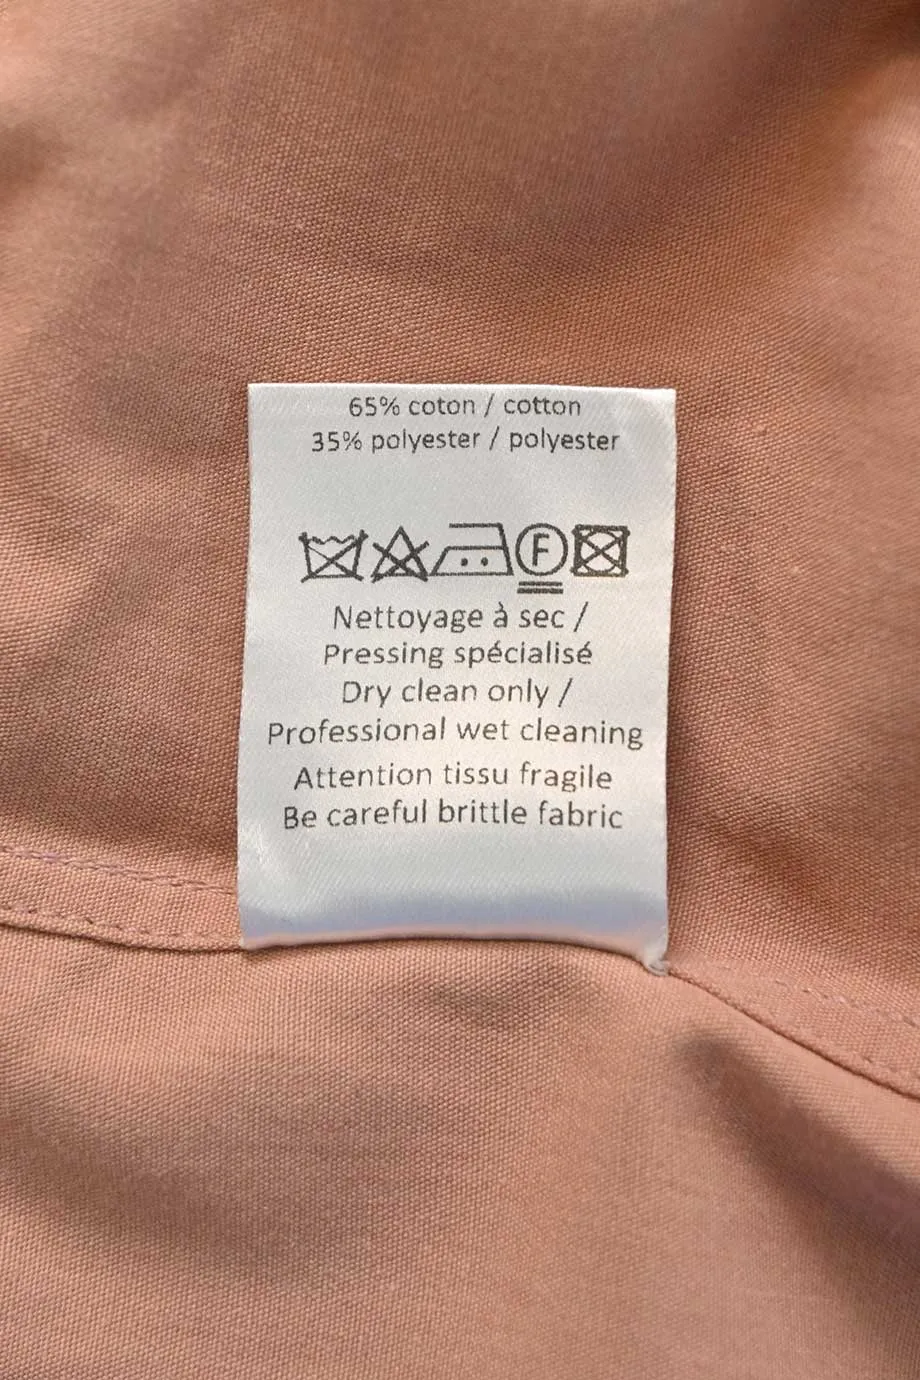 65% coton / cotton
35% polyester / polyester
F
Nettoyage à sec /
Pressing spécialisé
Dry clean only /
Professional wet cleaning
Attention tissu fragile
Be careful brittle fabric